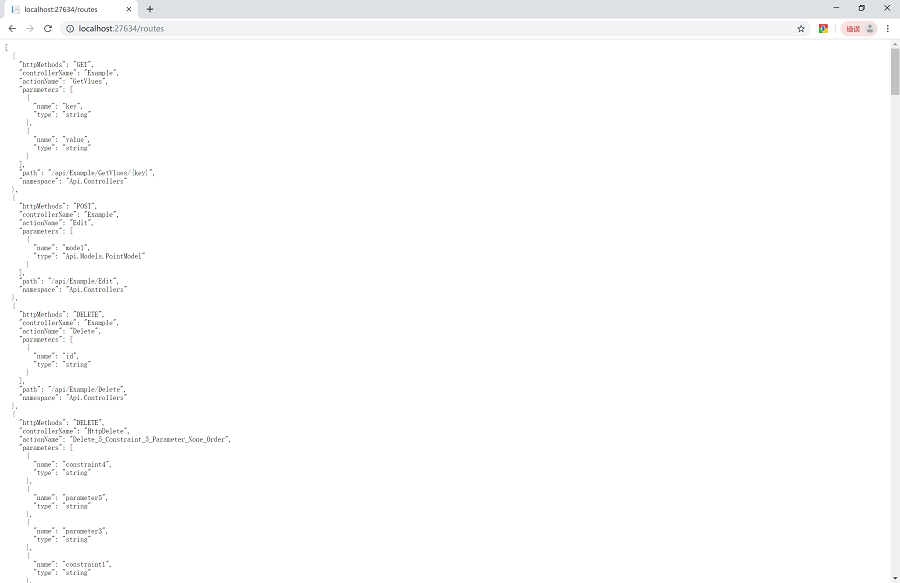 localhost:27634/routes
localhost:27634/routes
错误
[
{
"httpMethods": "GET",
"controllerName": "Example",
"actionName": "GetVlues",
"parameters": [
{
"name": "key",
"type": "string"
},
{
"name": "value",
"type": "string"
}
],
"path": "/api/Example/GetVlues/{key}",
"namespace": "Api.Controllers"
},
{
"httpMethods": "POST",
"controllerName": "Example",
"actionName": "Edit",
"parameters": [
{
"name": "model",
"type": "Api.Models.PointModel"
}
],
"path": "/api/Example/Edit",
"namespace": "Api.Controllers"
},
{
"httpMethods": "DELETE",
"controllerName": "Example",
"actionName": "Delete",
"parameters": [
{
"name": "id",
"type": "string"
}
],
"path": "/api/Example/Delete",
"namespace": "Api.Controllers"
},
{
"httpMethods": "DELETE",
"controllerName": "HttpDelete",
"actionName": "Delete_5_Constraint_5_Parameter_None_Order",
"parameters": [
{
"name": "constraint4",
"type": "string"
},
{
"name": "parameter5",
"type": "string"
},
{
"name": "parameter3",
"type": "string"
},
{
"name": "constraint1",
"type": "string"
},